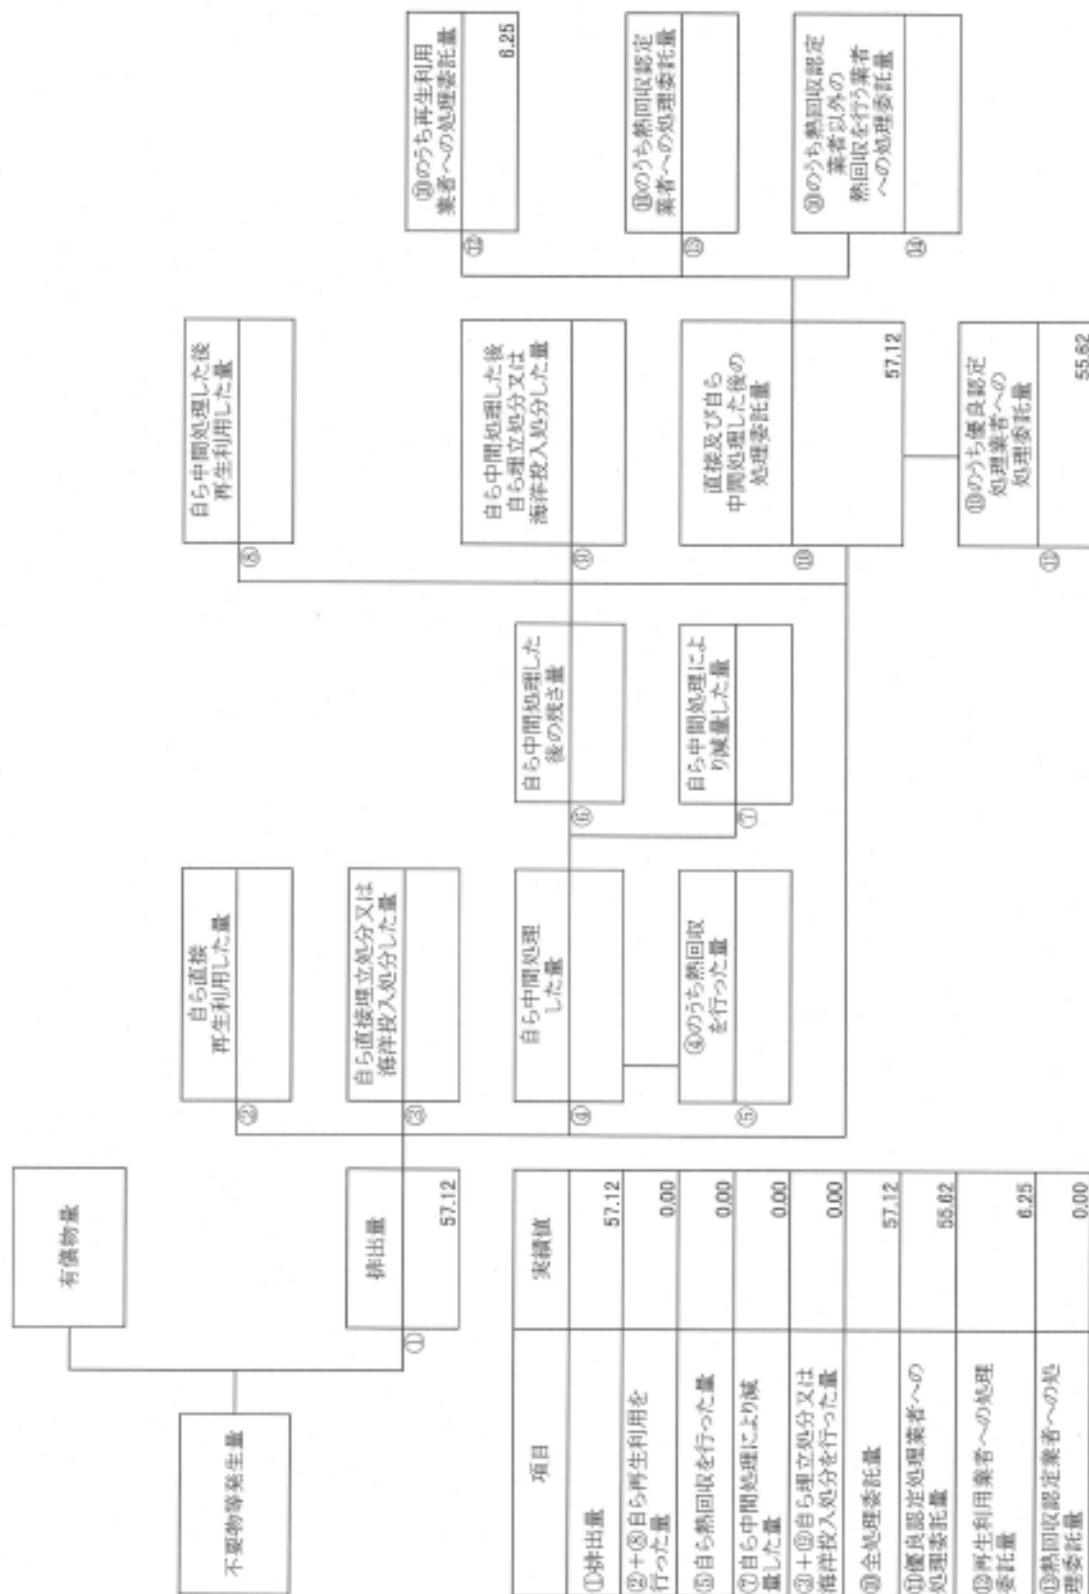 不要物等発生量
有償物量
排出量
①
57.12
②
自ら直接
再生利用した量
③
自ら直接埋立処分又は
海洋投入処分した量
④
自ら中間処理
した量
⑤
④のうち熱回収
を行った量
⑥
自ら中間処理した
後の残さ量
⑦
自ら中間処理によ
り減量した量
⑧
自ら中間処理した後
再生利用した量
⑨
自ら中間処理した後
自ら埋立処分又は
海洋投入処分した量
⑩
直接及び自ら
中間処理した後の
処理委託量
57.12
⑪
⑩のうち優良認定
処理業者への
処理委託量
55.62
⑫
⑩のうち再生利用
業者への処理委託量
6.25
⑬
⑩のうち熱回収認定
業者への処理委託量
⑭
⑩のうち熱回収認定
業者以外の
熱回収を行う業者
への処理委託量
項目 実績値
①排出量 57.12
②+⑧自ら再生利用を
行った量 0.00
⑤自ら熱回収を行った量 0.00
⑦自ら中間処理により減
量した量 0.00
③+⑨自ら埋立処分又は
海洋投入処分を行った量 0.00
⑩全処理委託量 57.12
⑪優良認定処理業者への
処理委託量 55.62
⑫再生利用業者への処理
委託量 6.25
⑬熱回収認定業者への処
理委託量 0.00